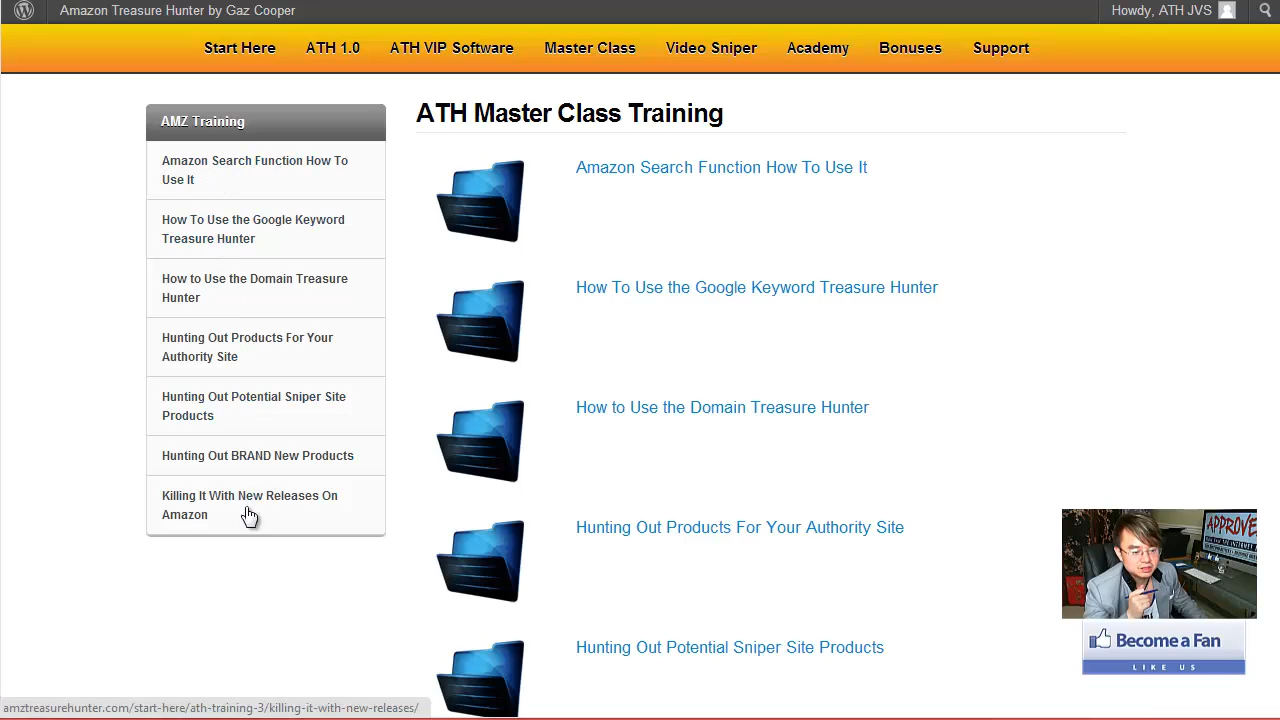 Amazon Treasure Hunter by Gaz Cooper
Howdy, ATH JVS
Start Here ATH 1.0 ATH VIP Software Master Class Video Sniper Academy Bonuses Support
AMZ Training
Amazon Search Function How To
Use It
How To Use the Google Keyword
Treasure Hunter
How to Use the Domain Treasure
Hunter
Hunting Out Products For Your
Authority Site
Hunting Out Potential Sniper Site
Products
Hunting Out BRAND New Products
Killing It With New Releases On
Amazon
ATH Master Class Training
Amazon Search Function How To Use It
How To Use the Google Keyword Treasure Hunter
How to Use the Domain Treasure Hunter
Hunting Out Products For Your Authority Site
Hunting Out Potential Sniper Site Products
APPROVE
Become a Fan
LIKE US
amztreasurehunter.com/start-here/ath-training-3/killing-it-with-new-releases/